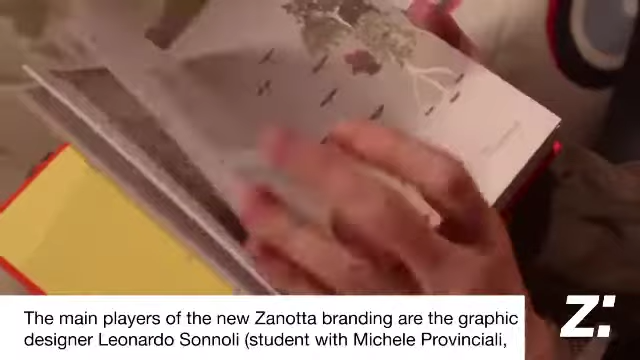 The main players of the new Zanotta branding are the graphic
designer Leonardo Sonnoli (student with Michele Provinciali,
Z: